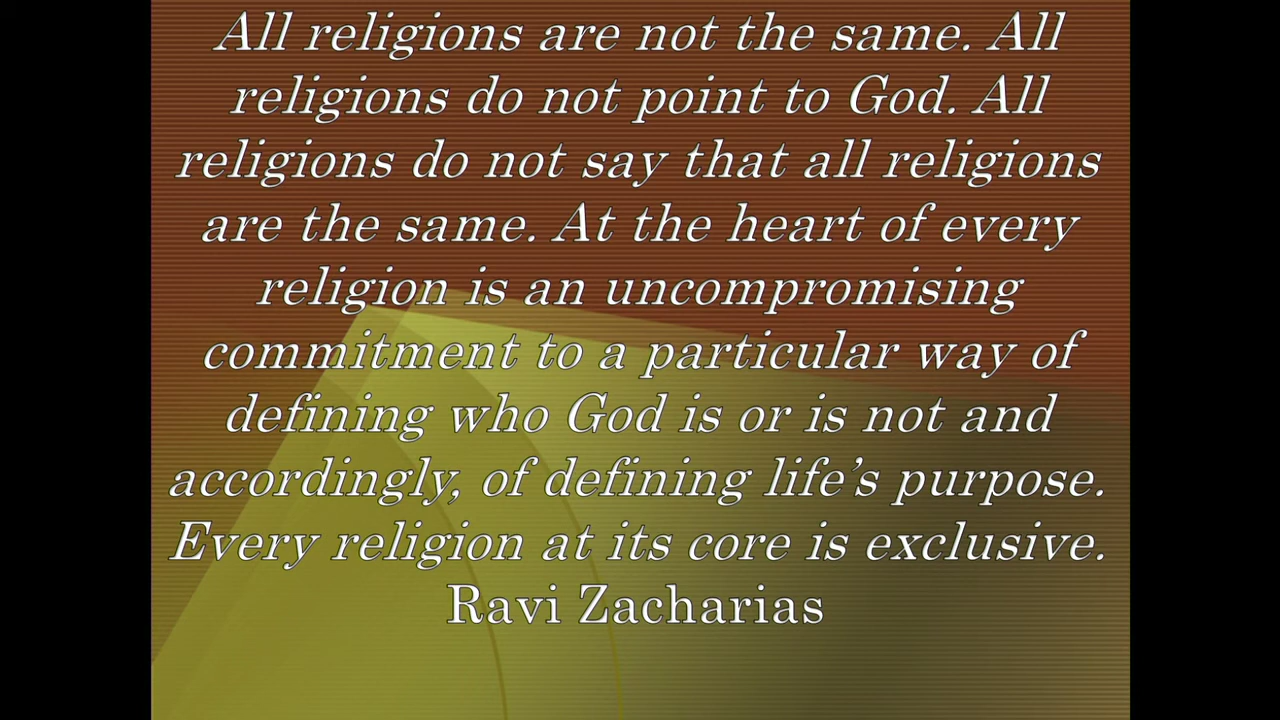 All religions are not the same. All
religions do not point to God. All
religions do not say that all religions
are the same. At the heart of every
religion is an uncompromising
commitment to a particular way of
defining who God is or is not and
accordingly, of defining life’s purpose.
Every religion at its core is exclusive.
Ravi Zacharias